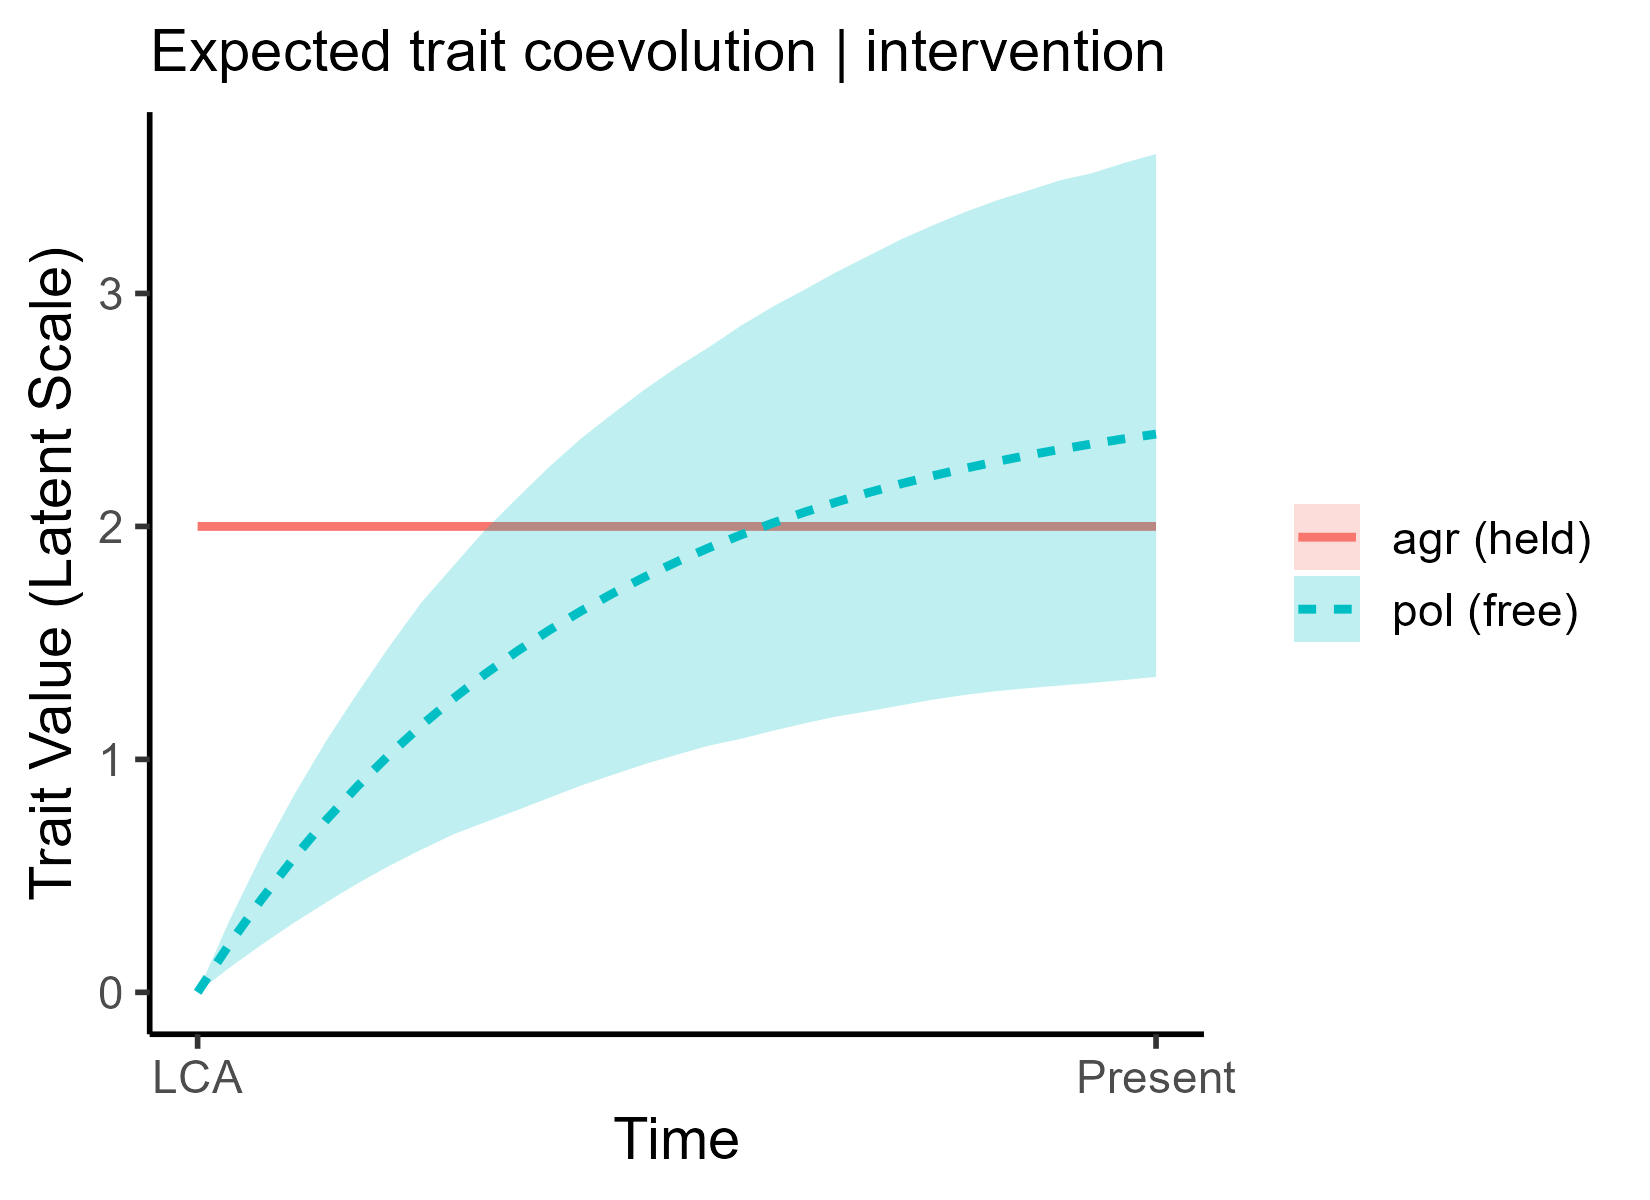 Expected trait coevolution | intervention
Trait Value (Latent Scale)
3
2
1
0
LCA
Present
Time
agr (held)
pol (free)